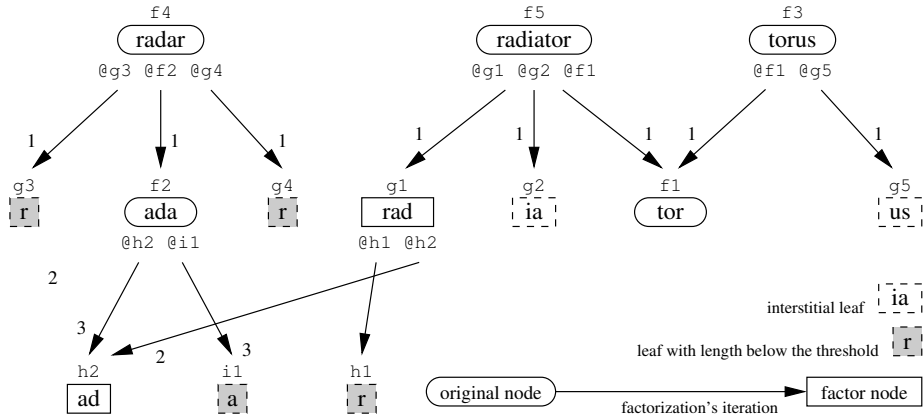 f4 f5 f3
radar radiator torus
@g3 @f2 @g4 @g1 @g2 @f1 @f1 @g5
1 1 1 1 1 1 1 1
g3 f2 g4 g1 g2 f1 g5
r ada r rad ia tor us
@h2 @i1 @h1 @h2
2
ia
interstitial leaf
3 2 3
r
leaf with length below the threshold
h2 i1 h1
ad a r original node factor node
factorization's iteration